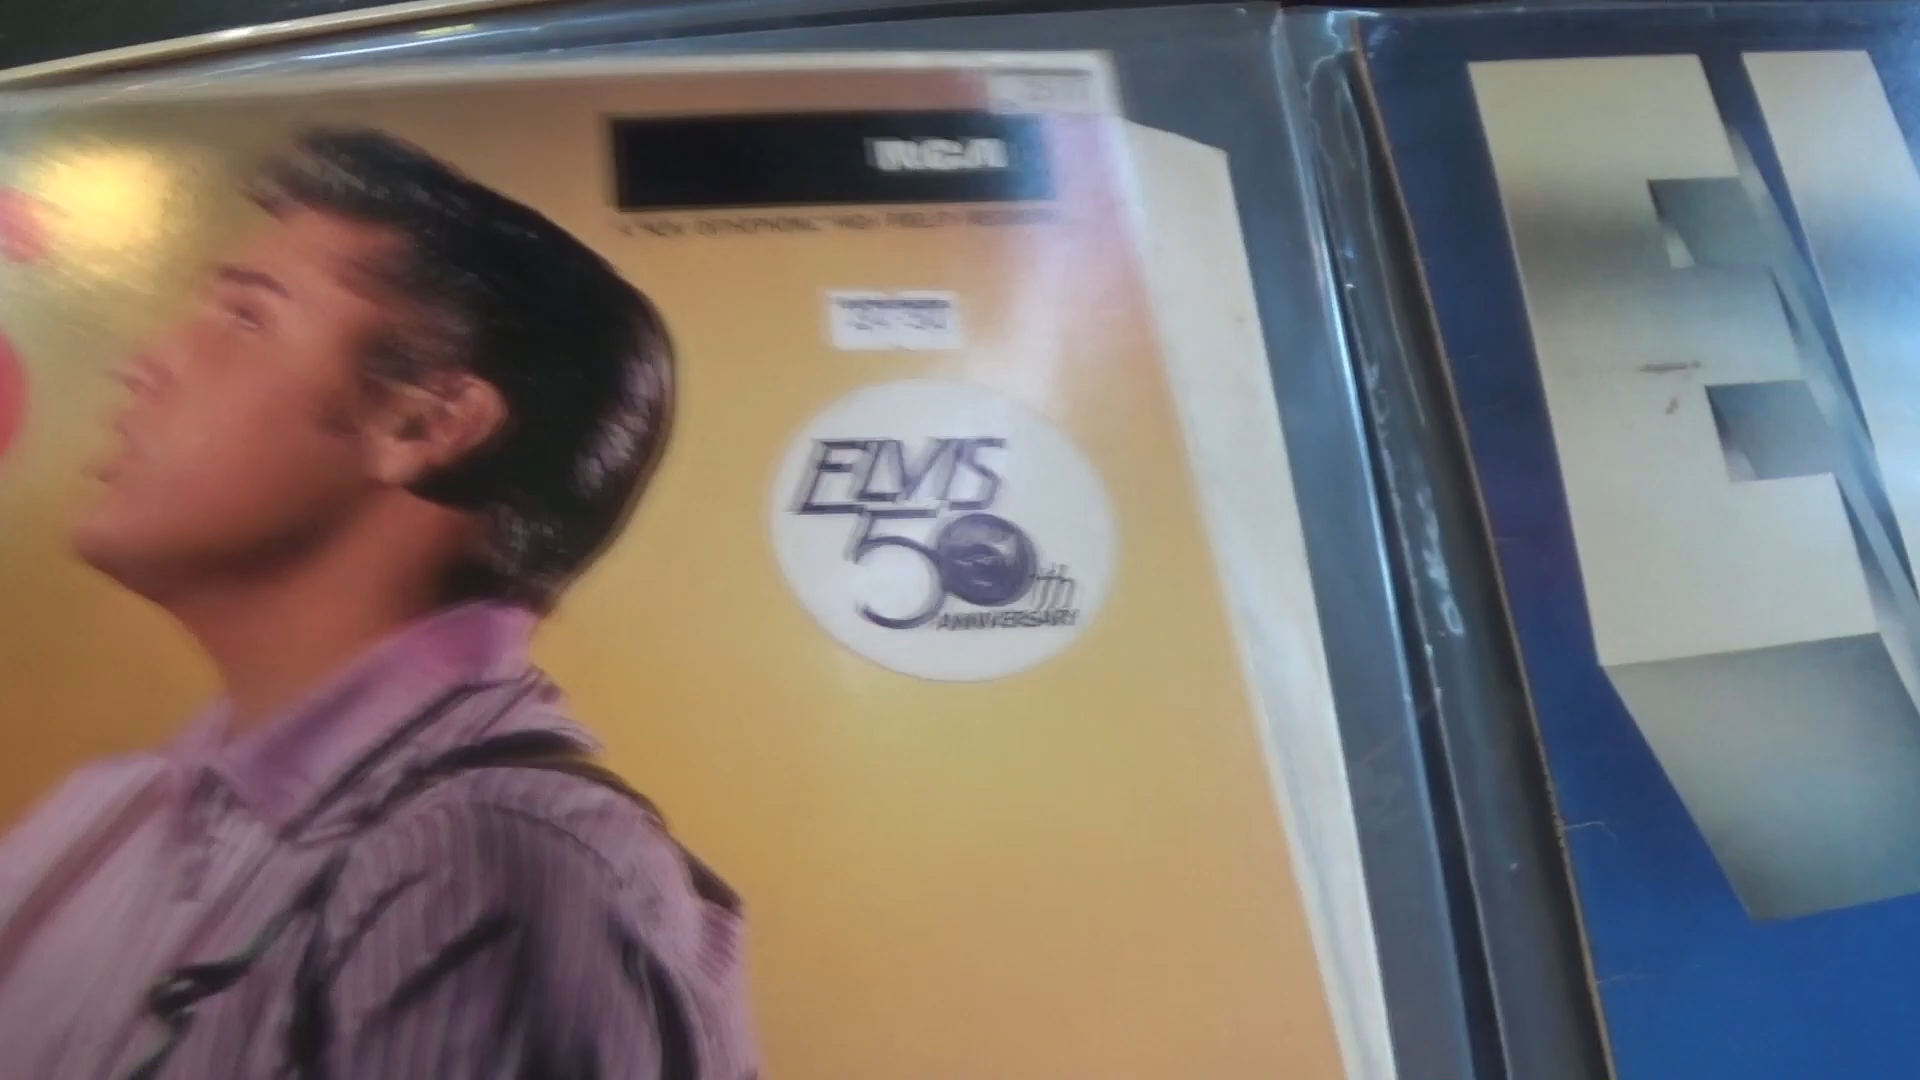 RCA
A "NEW ORTHOPHONIC" HIGH FIDELITY RECORDING
ELVIS
50th
ANNIVERSARY